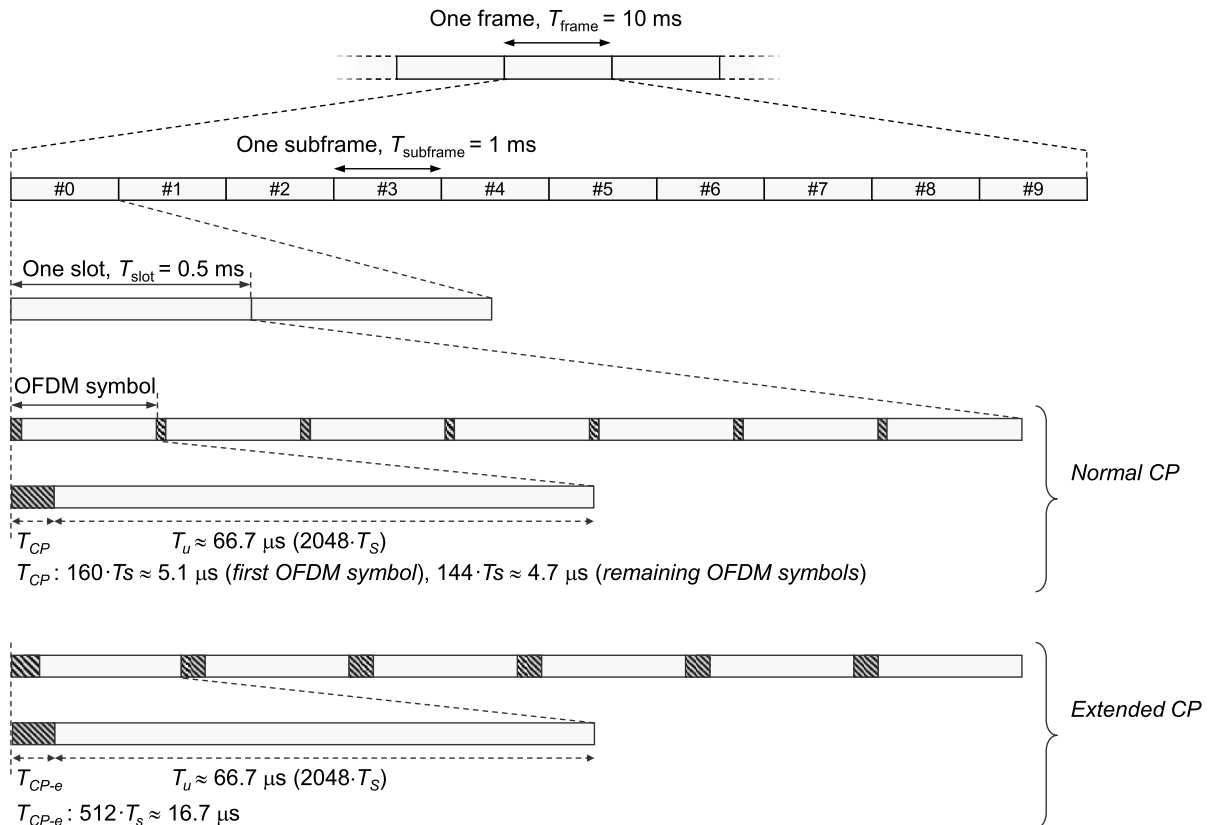 One frame, T_frame = 10 ms
One subframe, T_subframe = 1 ms
#0 #1 #2 #3 #4 #5 #6 #7 #8 #9
One slot, T_slot = 0.5 ms
OFDM symbol
Normal CP
T_CP T_u ≈ 66.7 μs (2048·T_S)
T_CP : 160·Ts ≈ 5.1 μs (first OFDM symbol), 144·Ts ≈ 4.7 μs (remaining OFDM symbols)
Extended CP
T_CP-e T_u ≈ 66.7 μs (2048·T_S)
T_CP-e : 512·T_s ≈ 16.7 μs